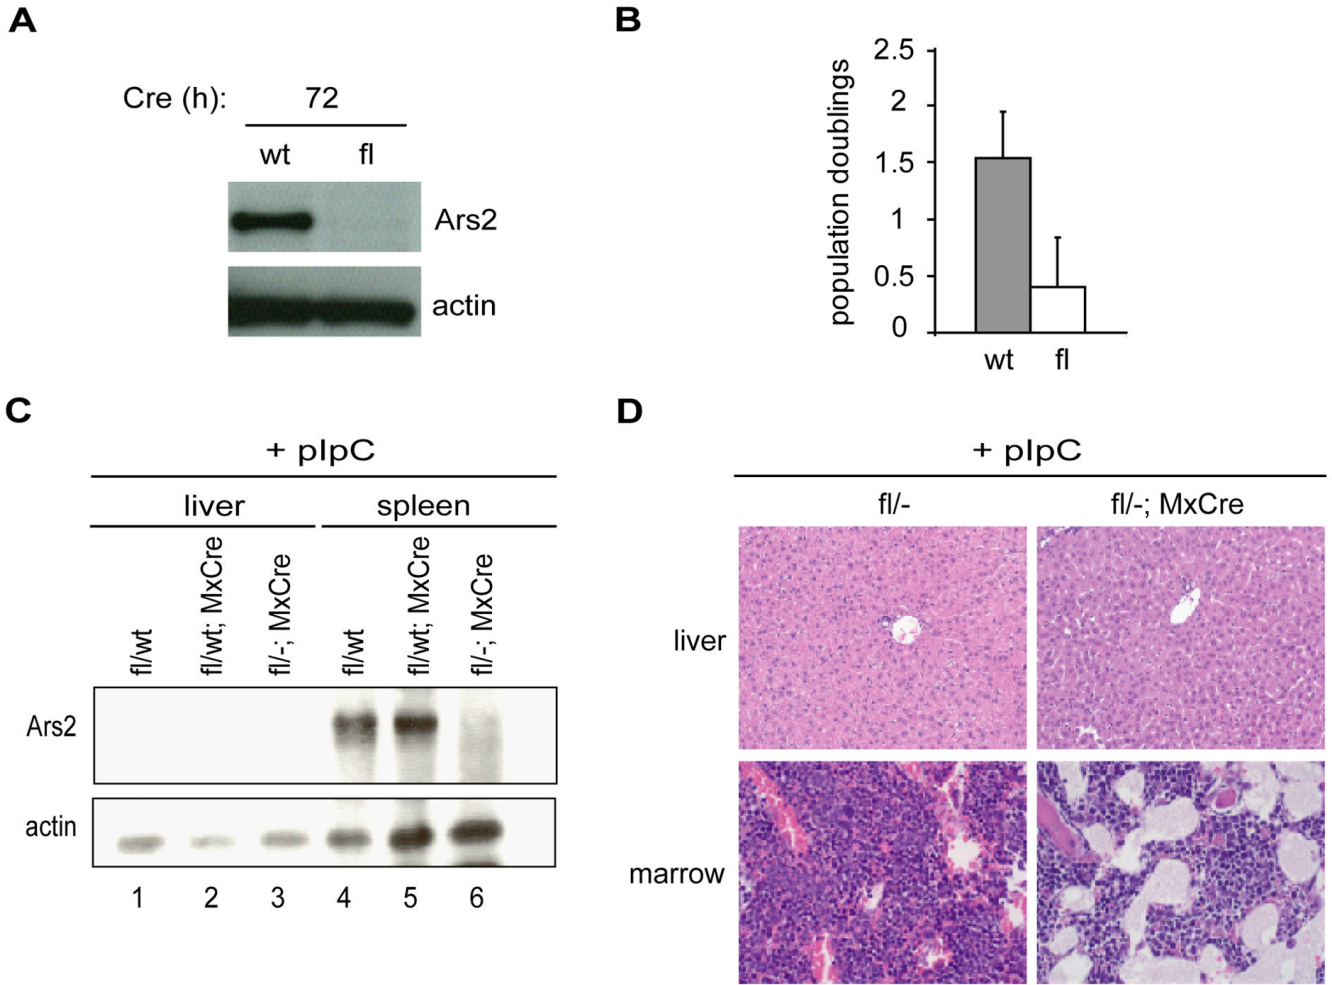 A
Cre (h): 72
wt fl
Ars2
actin
B
population doublings
2.5
2
1.5
1
0.5
0
wt fl
C
+ pIpC
liver spleen
fl/wt
fl/wt; MxCre
fl/-; MxCre
fl/wt
fl/wt; MxCre
fl/-; MxCre
Ars2
actin
1 2 3 4 5 6
D
+ pIpC
fl/- fl/-; MxCre
liver
marrow